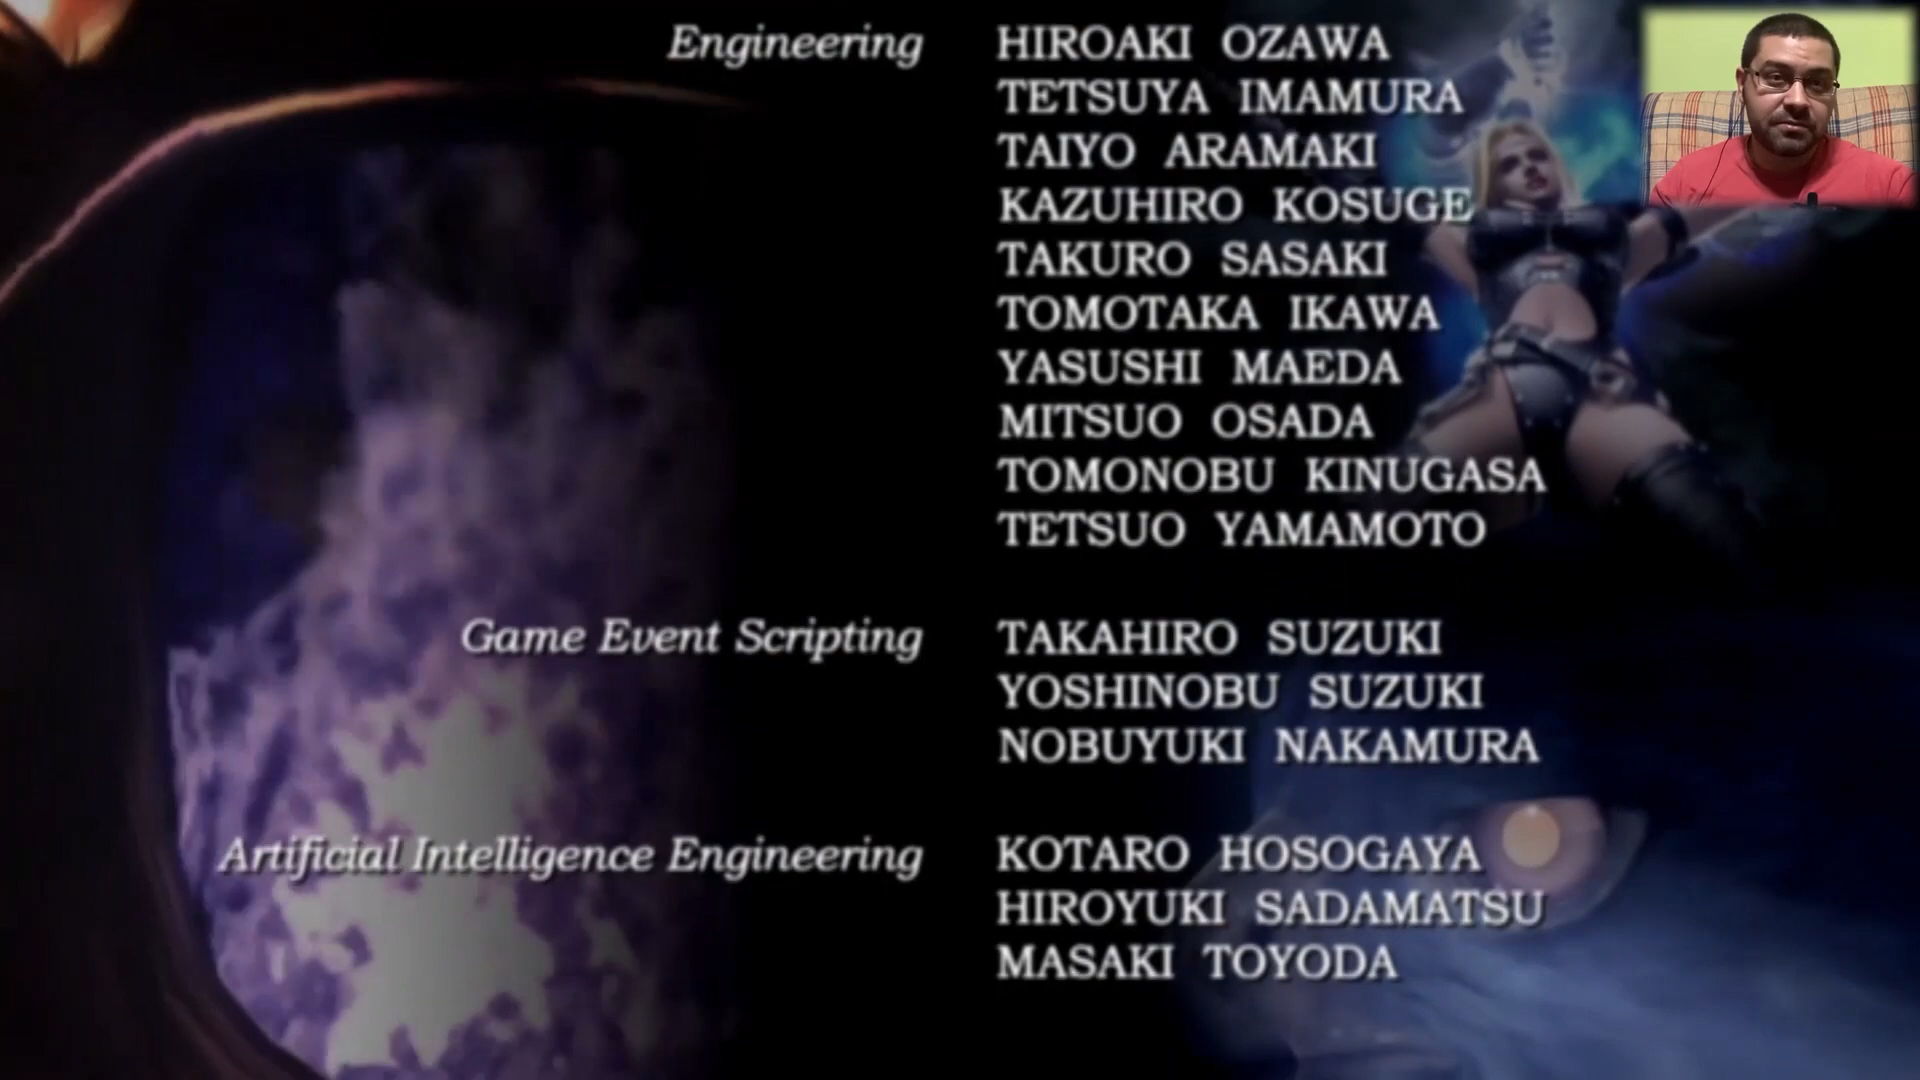 Engineering HIROAKI OZAWA
TETSUYA IMAMURA
TAIYO ARAMAKI
KAZUHIRO KOSUGE
TAKURO SASAKI
TOMOTAKA IKAWA
YASUSHI MAEDA
MITSUO OSADA
TOMONOBU KINUGASA
TETSUO YAMAMOTO
Game Event Scripting TAKAHIRO SUZUKI
YOSHINOBU SUZUKI
NOBUYUKI NAKAMURA
Artificial Intelligence Engineering KOTARO HOSOGAYA
HIROYUKI SADAMATSU
MASAKI TOYODA